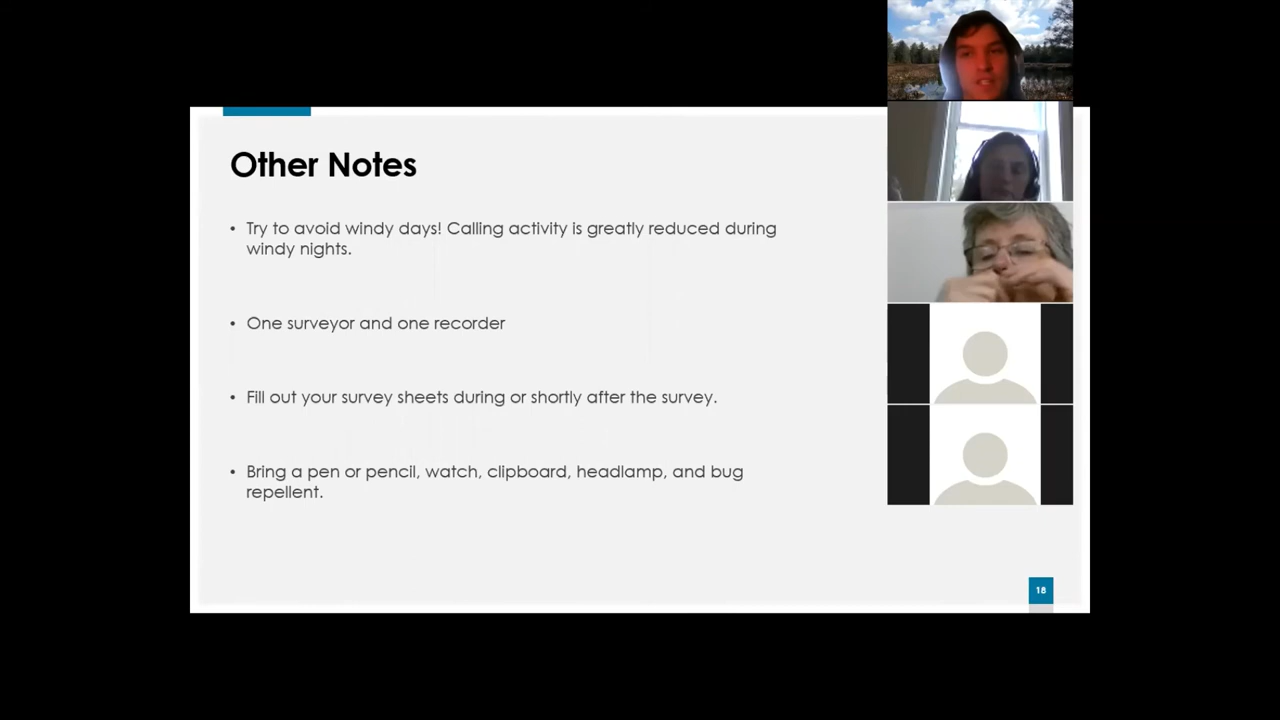 Other Notes
• Try to avoid windy days! Calling activity is greatly reduced during
windy nights.
• One surveyor and one recorder
• Fill out your survey sheets during or shortly after the survey.
• Bring a pen or pencil, watch, clipboard, headlamp, and bug
repellent.
18